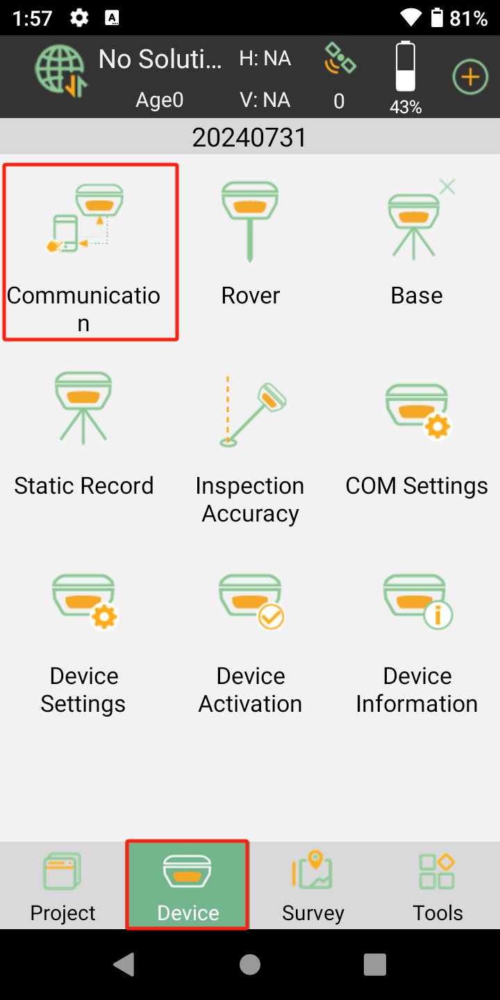 1:57
A
81%
No Soluti...
H: NA
Age0
V: NA
0
43%
20240731
Communicatio
n
Rover
Base
Static Record
Inspection
Accuracy
COM Settings
Device
Settings
Device
Activation
Device
Information
Project
Device
Survey
Tools